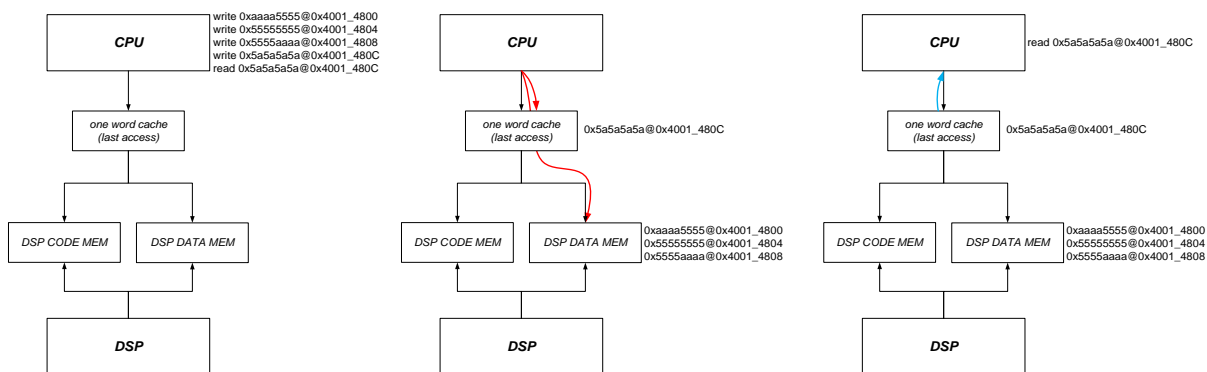 CPU
write 0xaaaa5555@0x4001_4800
write 0x55555555@0x4001_4804
write 0x5555aaaa@0x4001_4808
write 0x5a5a5a5a@0x4001_480C
read 0x5a5a5a5a@0x4001_480C
one word cache
(last access)
DSP CODE MEM
DSP DATA MEM
DSP
CPU
one word cache
(last access)
0x5a5a5a5a@0x4001_480C
DSP CODE MEM
DSP DATA MEM
0xaaaa5555@0x4001_4800
0x55555555@0x4001_4804
0x5555aaaa@0x4001_4808
DSP
CPU
read 0x5a5a5a5a@0x4001_480C
one word cache
(last access)
0x5a5a5a5a@0x4001_480C
DSP CODE MEM
DSP DATA MEM
0xaaaa5555@0x4001_4800
0x55555555@0x4001_4804
0x5555aaaa@0x4001_4808
DSP